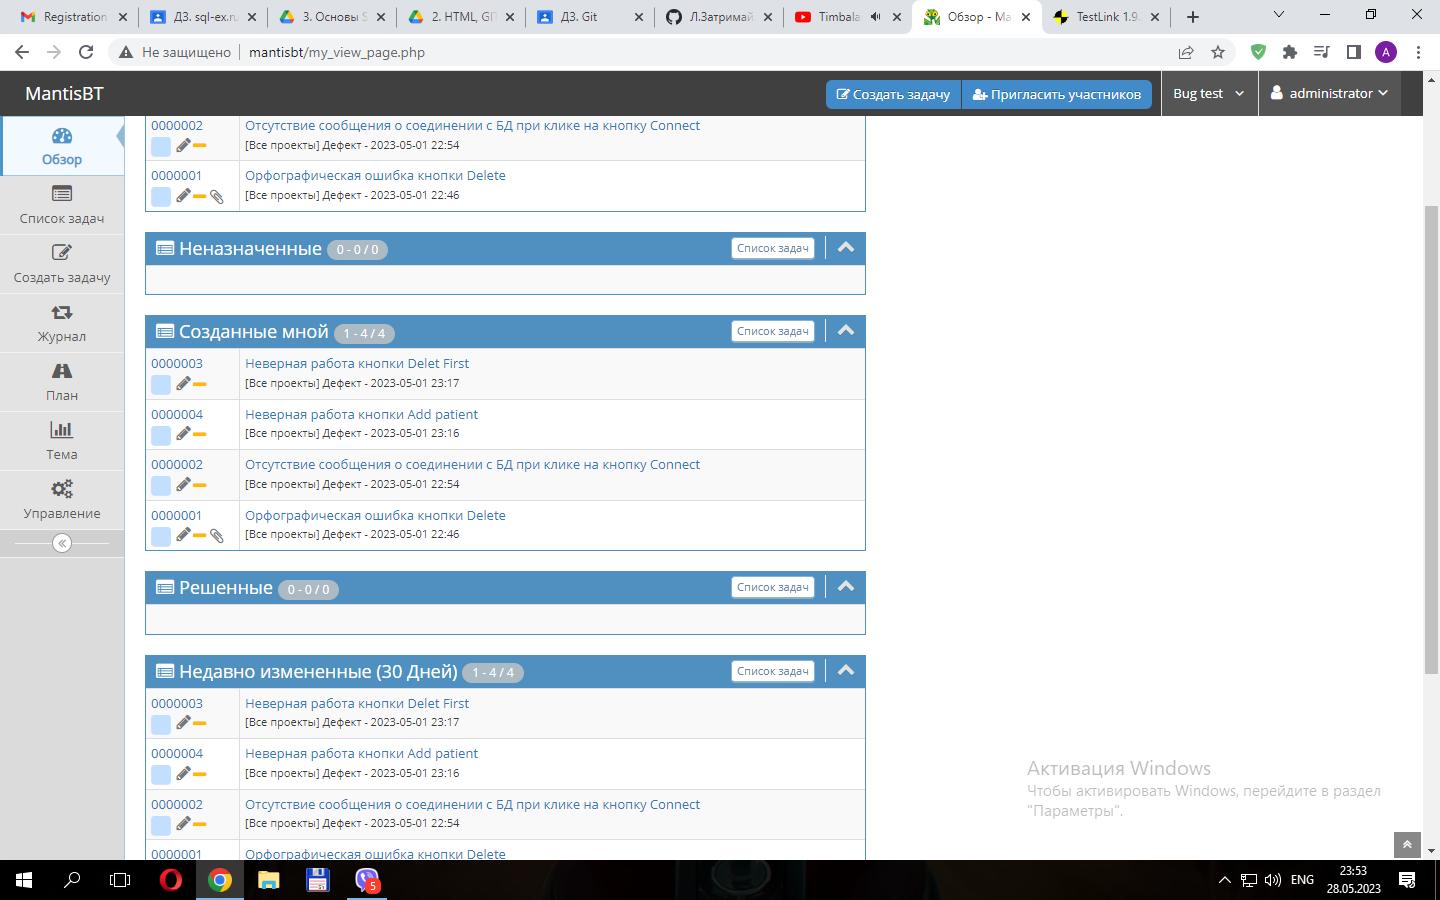 Registration
ДЗ. sql-ex.ru
3. Основы S
2. HTML, GIT
ДЗ. Git
Л.Затримай
Timbala
Обзор - Ma
TestLink 1.9.
Не защищено
mantisbt/my_view_page.php
A
MantisBT
Создать задачу
Пригласить участников
Bug test
administrator
Обзор
Список задач
Создать задачу
Журнал
План
Тема
Управление
0000002
Отсутствие сообщения о соединении с БД при клике на кнопку Connect
[Все проекты] Дефект - 2023-05-01 22:54
0000001
Орфографическая ошибка кнопки Delete
[Все проекты] Дефект - 2023-05-01 22:46
Неназначенные 0 - 0 / 0
Список задач
Созданные мной 1 - 4 / 4
Список задач
0000003
Неверная работа кнопки Delet First
[Все проекты] Дефект - 2023-05-01 23:17
0000004
Неверная работа кнопки Add patient
[Все проекты] Дефект - 2023-05-01 23:16
0000002
Отсутствие сообщения о соединении с БД при клике на кнопку Connect
[Все проекты] Дефект - 2023-05-01 22:54
0000001
Орфографическая ошибка кнопки Delete
[Все проекты] Дефект - 2023-05-01 22:46
Решенные 0 - 0 / 0
Список задач
Недавно измененные (30 Дней) 1 - 4 / 4
Список задач
0000003
Неверная работа кнопки Delet First
[Все проекты] Дефект - 2023-05-01 23:17
0000004
Неверная работа кнопки Add patient
[Все проекты] Дефект - 2023-05-01 23:16
0000002
Отсутствие сообщения о соединении с БД при клике на кнопку Connect
[Все проекты] Дефект - 2023-05-01 22:54
0000001
Орфографическая ошибка кнопки Delete
Активация Windows
Чтобы активировать Windows, перейдите в раздел
"Параметры".
5
ENG
23:53
28.05.2023